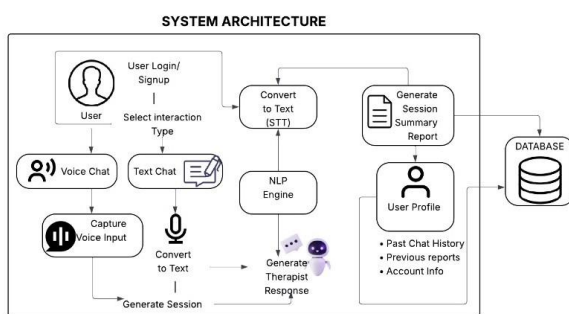 SYSTEM ARCHITECTURE
User Login/
Signup
User
Select interaction
Type
Voice Chat
Text Chat
Capture
Voice Input
Convert
to Text
Generate Session
Convert
to Text
(STT)
NLP
Engine
Generate
Therapist
Response
Generate
Session
Summary
Report
User Profile
• Past Chat History
• Previous reports
• Account Info
DATABASE